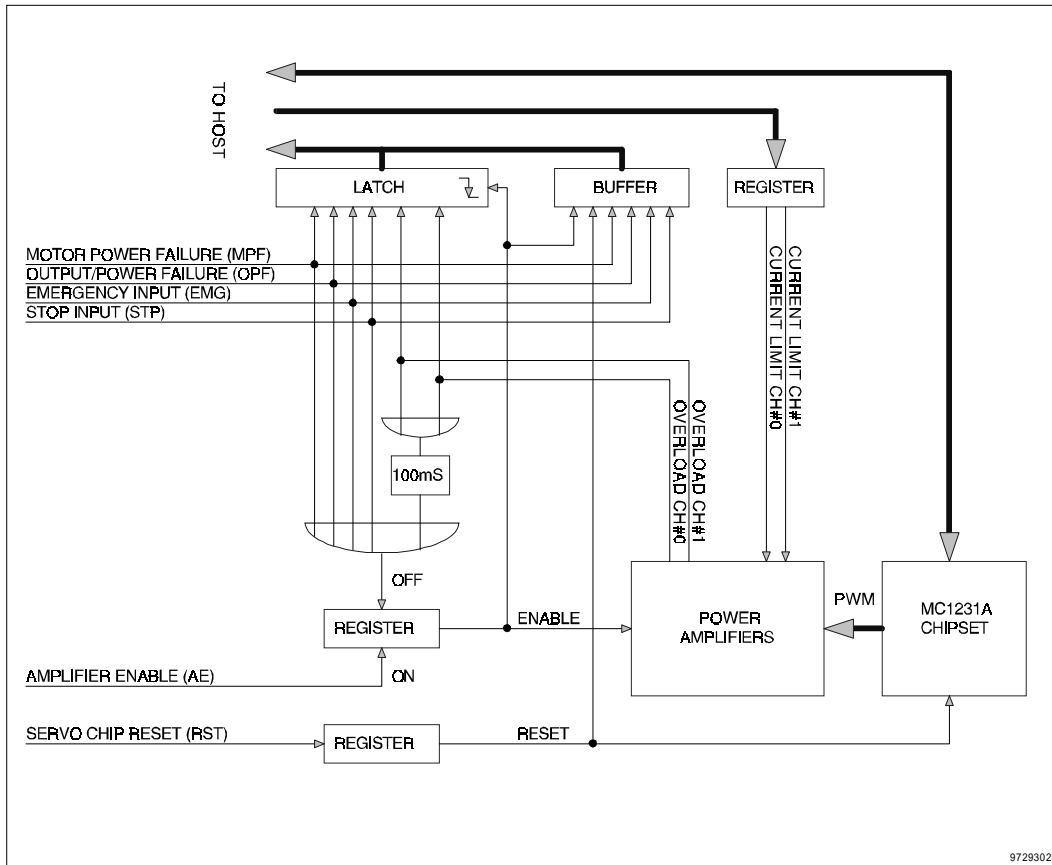 TO HOST
LATCH
BUFFER
REGISTER
MOTOR POWER FAILURE (MPF)
OUTPUT/POWER FAILURE (OPF)
EMERGENCY INPUT (EMG)
STOP INPUT (STP)
CURRENT LIMIT CH#1
CURRENT LIMIT CH#0
OVERLOAD CH#1
OVERLOAD CH#0
100mS
OFF
REGISTER
ENABLE
POWER
AMPLIFIERS
PWM
MC1231A
CHIPSET
AMPLIFIER ENABLE (AE)
ON
SERVO CHIP RESET (RST)
REGISTER
RESET
9729302